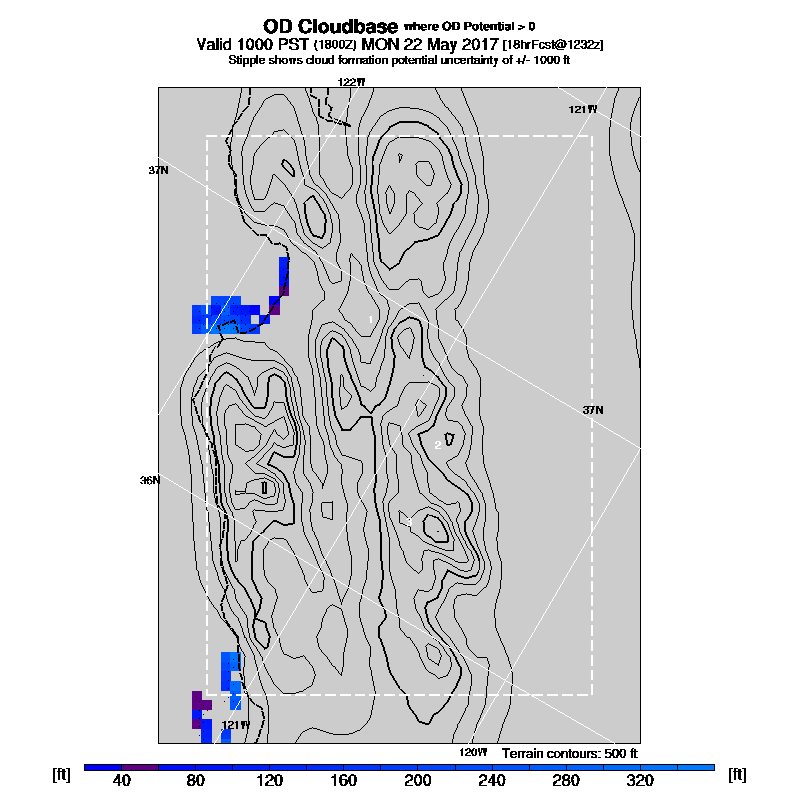 OD Cloudbase where OD Potential > 0
Valid 1000 PST (1800Z) MON 22 May 2017 [18hrFcst@1232z]
Stipple shows cloud formation potential uncertainty of +/- 1000 ft
122W
121W
37N
1
37N
2
36N
3
121W
120W Terrain contours: 500 ft
[ft] 40 80 120 160 200 240 280 320 [ft]